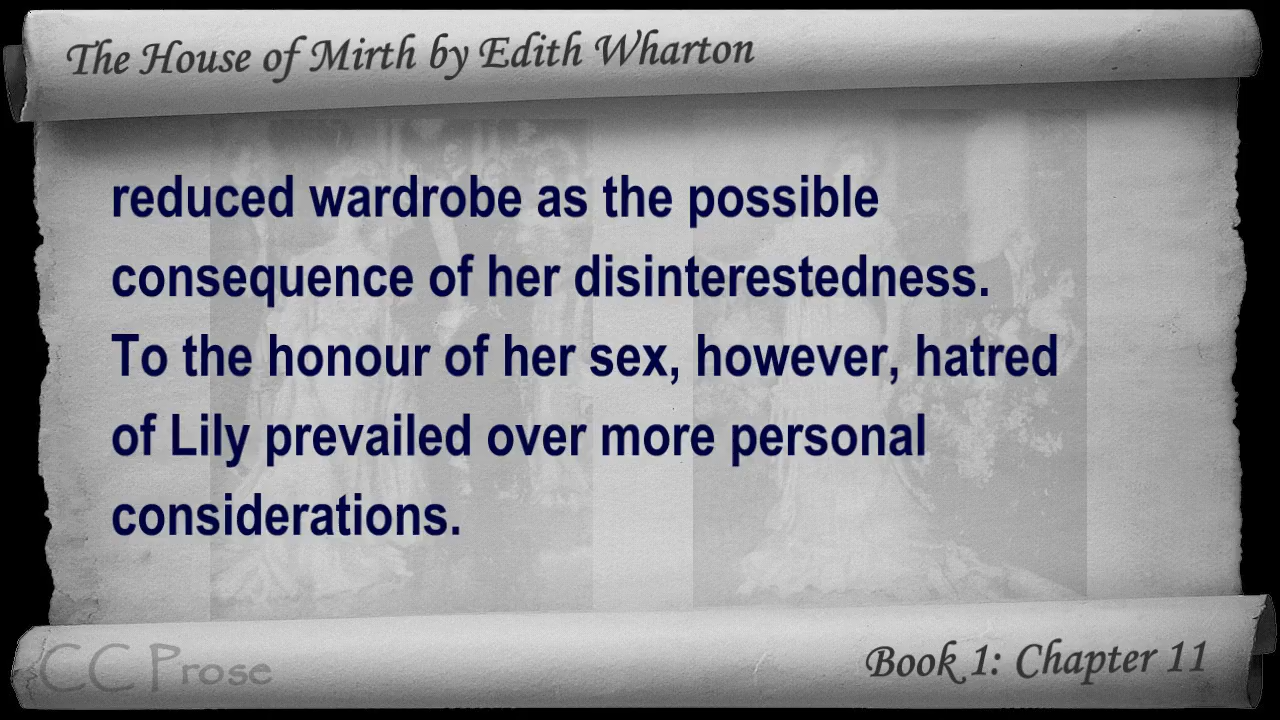 The House of Mirth by Edith Wharton
reduced wardrobe as the possible
consequence of her disinterestedness.
To the honour of her sex, however, hatred
of Lily prevailed over more personal
considerations.
CC Prose
Book 1: Chapter 11